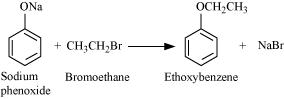 ONa
OCH₂CH₃
+ CH₃CH₂Br
+ NaBr
Sodium phenoxide
Bromoethane
Ethoxybenzene